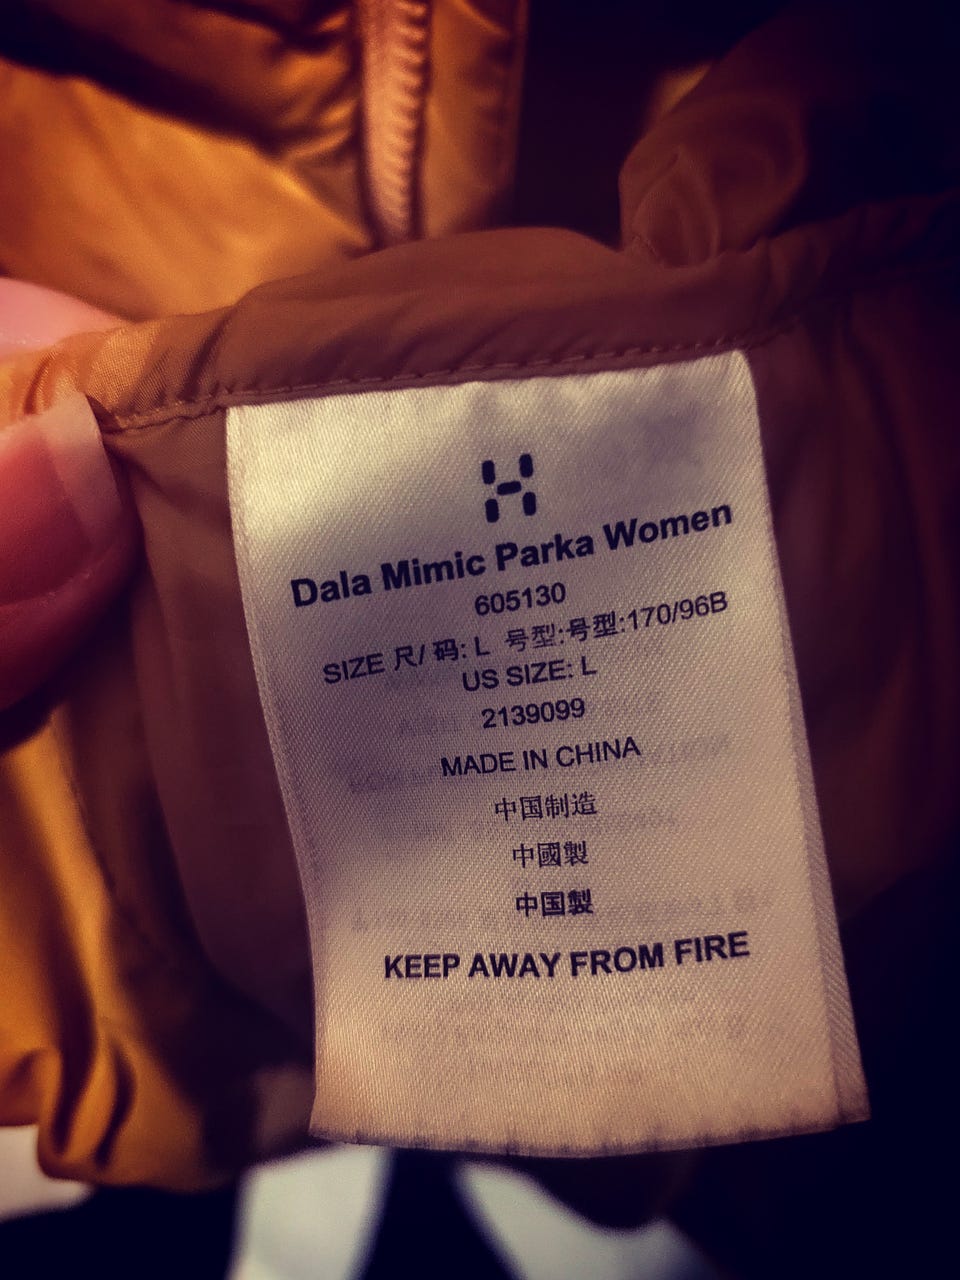 Dala Mimic Parka Women
605130
SIZE 尺/ 码: L 号型:号型:170/96B
US SIZE: L
2139099
MADE IN CHINA
中国制造
中國製
中国製
KEEP AWAY FROM FIRE